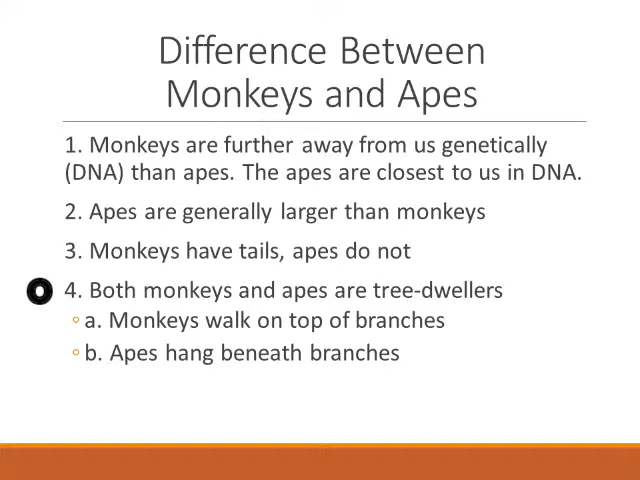 Difference Between
Monkeys and Apes
1. Monkeys are further away from us genetically
(DNA) than apes. The apes are closest to us in DNA.
2. Apes are generally larger than monkeys
3. Monkeys have tails, apes do not
4. Both monkeys and apes are tree-dwellers
a. Monkeys walk on top of branches
b. Apes hang beneath branches